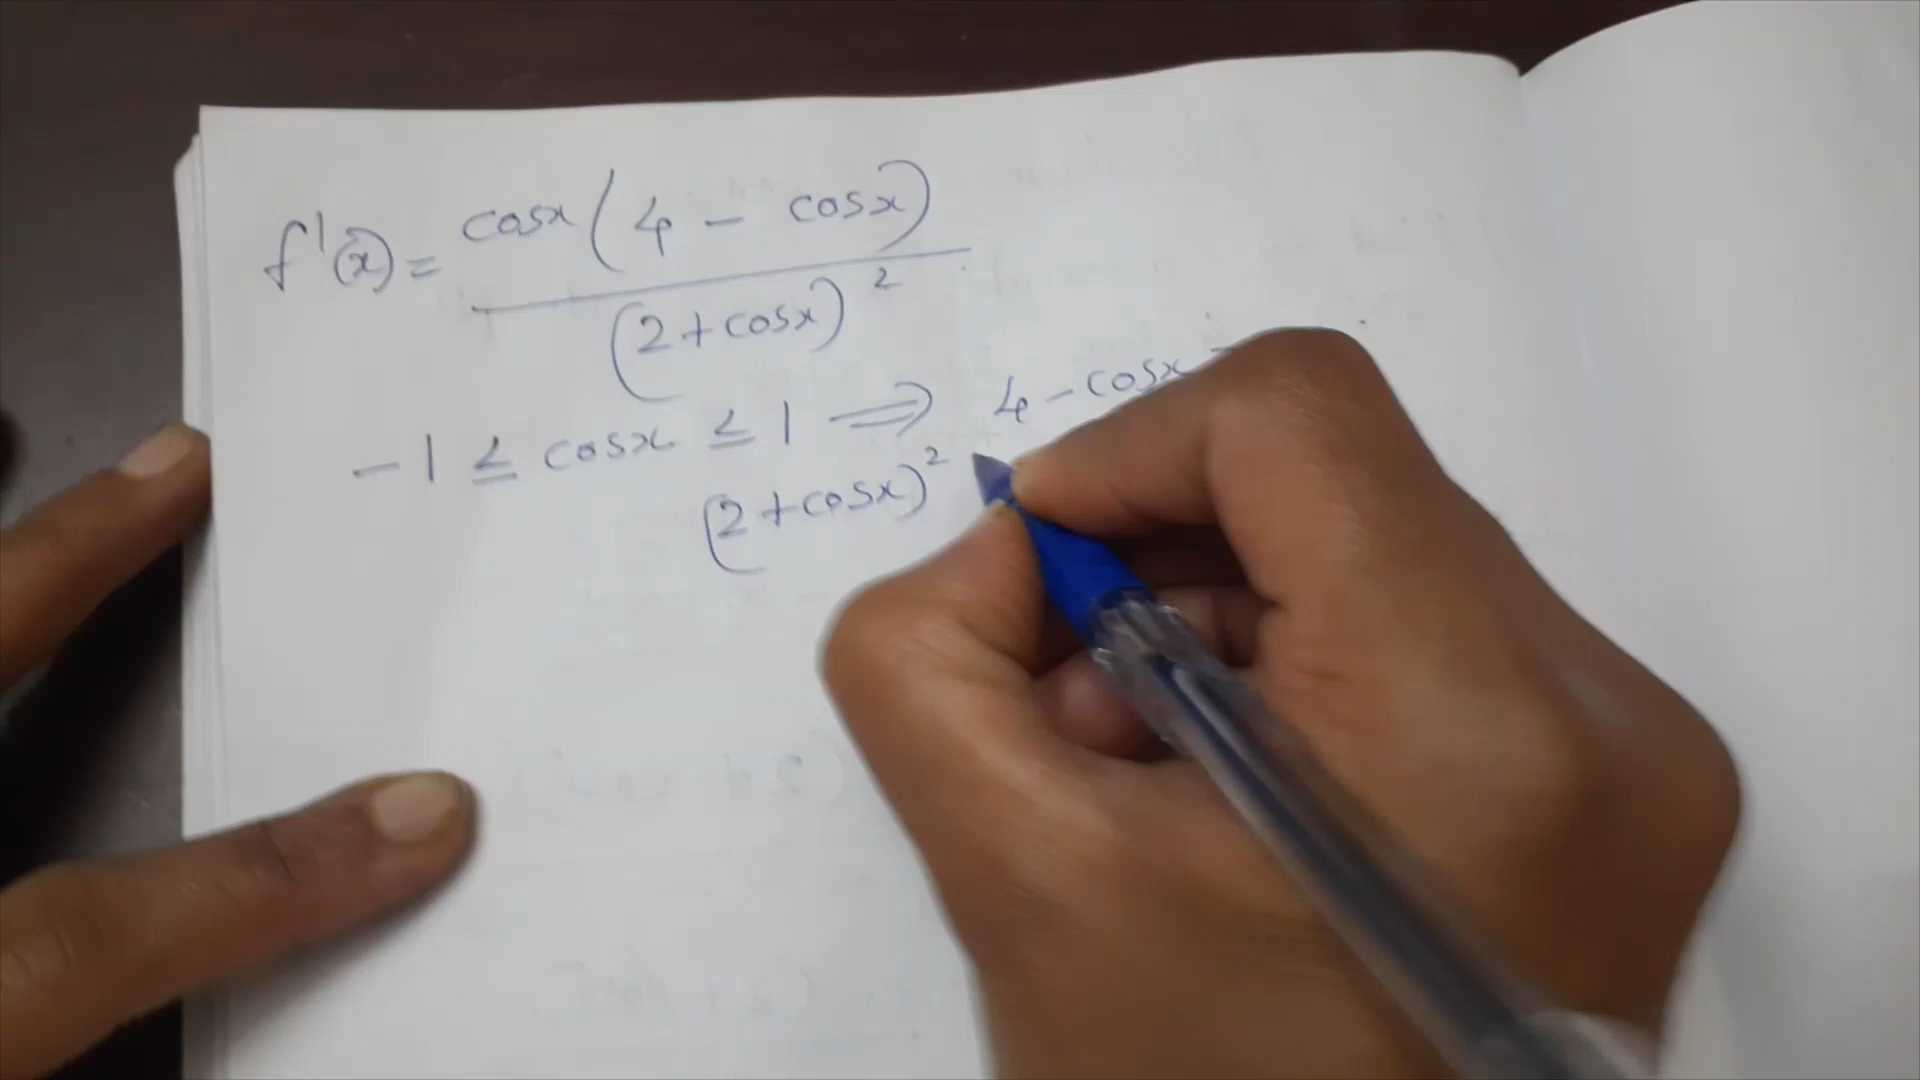 f'(x) = cosx(4 - cosx) / (2+cosx)²
-1 ≤ cosx ≤ 1 ⇒ 4 - cosx
(2+cosx)²